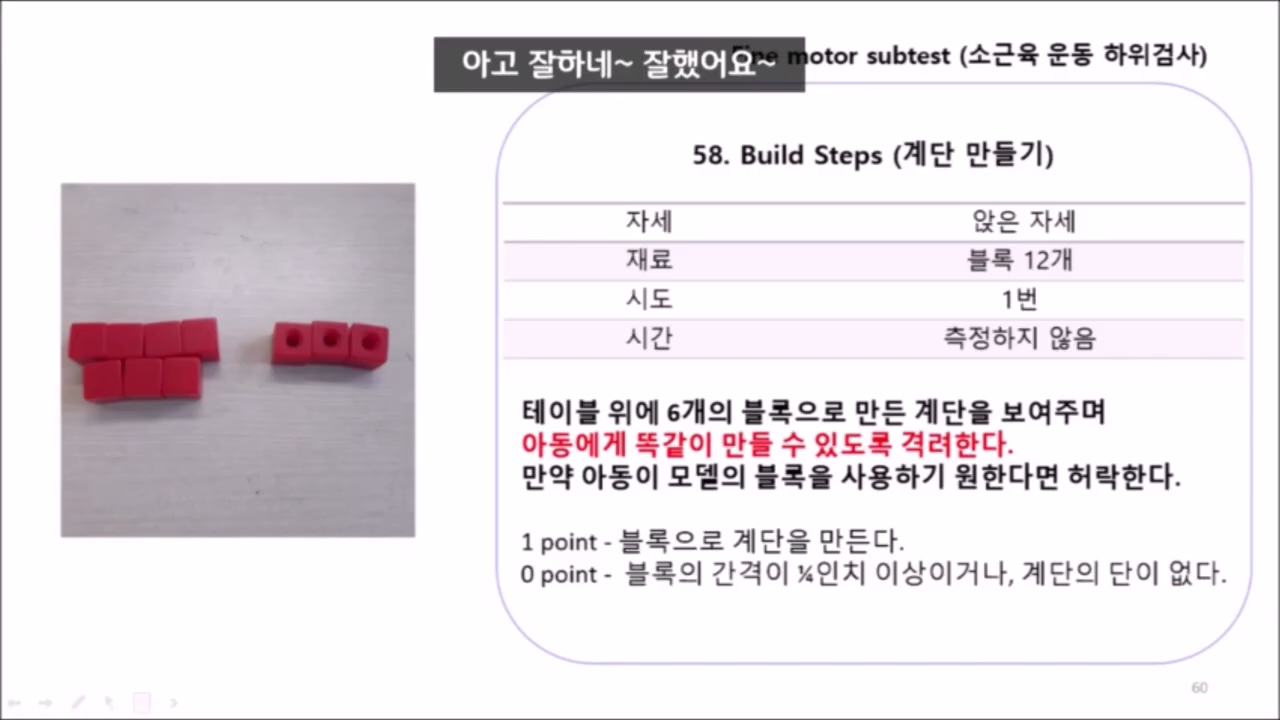 아고 잘하네~ 잘했어요~
motor subtest (소근육 운동 하위검사)
58. Build Steps (계단 만들기)
자세 앉은 자세
재료 블록 12개
시도 1번
시간 측정하지 않음
테이블 위에 6개의 블록으로 만든 계단을 보여주며
아동에게 똑같이 만들 수 있도록 격려한다.
만약 아동이 모델의 블록을 사용하기 원한다면 허락한다.
1 point - 블록으로 계단을 만든다.
0 point - 블록의 간격이 ¼인치 이상이거나, 계단의 단이 없다.
60